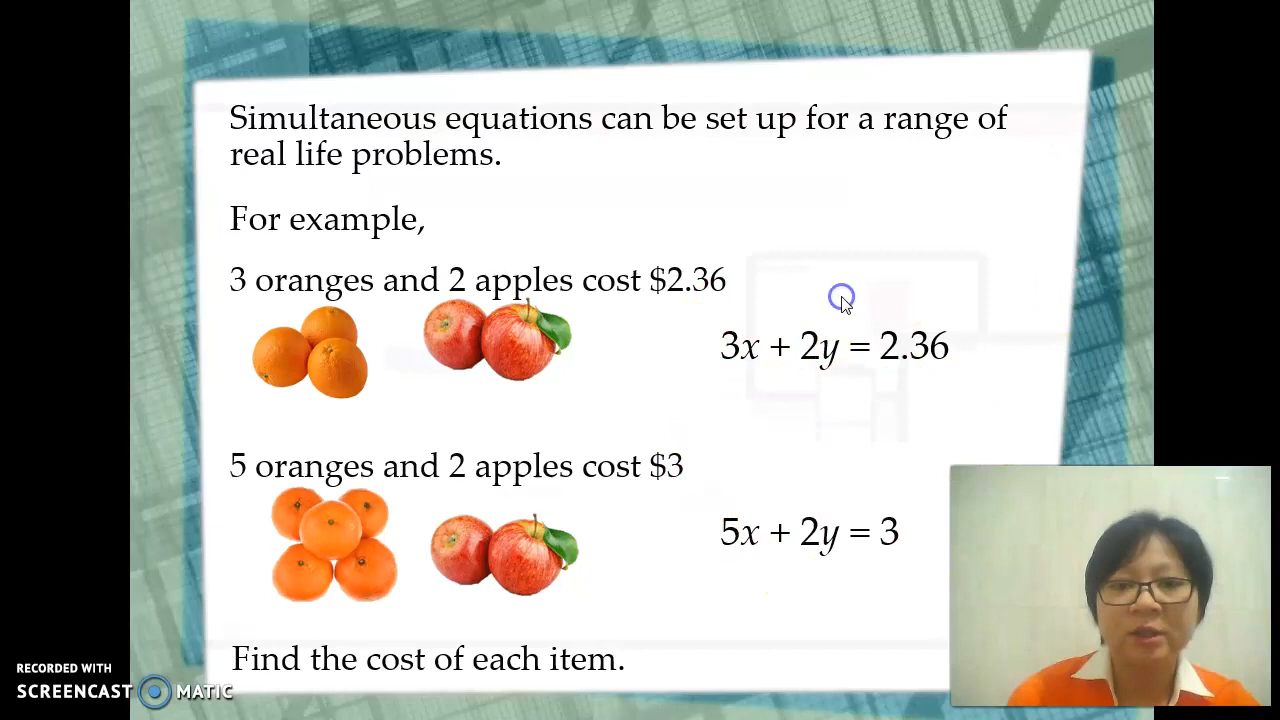 Simultaneous equations can be set up for a range of
real life problems.
For example,
3 oranges and 2 apples cost $2.36
3x + 2y = 2.36
5 oranges and 2 apples cost $3
5x + 2y = 3
Find the cost of each item.
RECORDED WITH
SCREENCAST MATIC